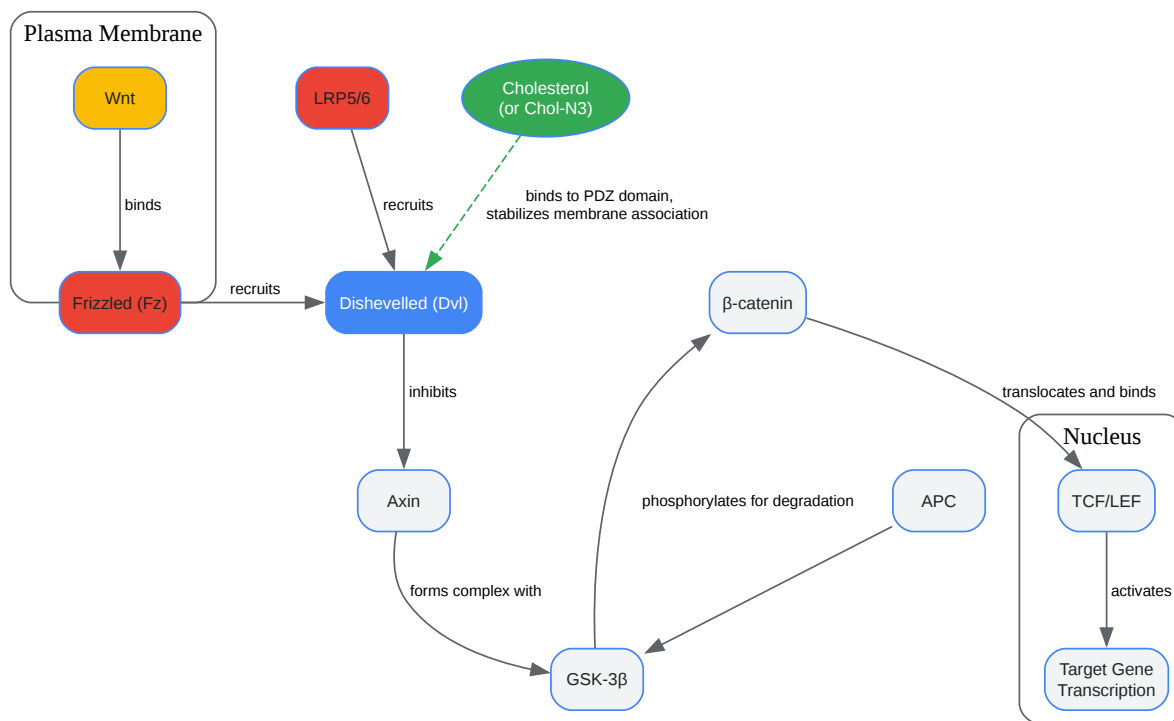 Plasma Membrane
Wnt
LRP5/6
Cholesterol
(or Chol-N3)
binds
recruits
binds to PDZ domain,
stabilizes membrane association
Frizzled (Fz)
recruits
Dishevelled (Dvl)
β-catenin
inhibits
translocates and binds
Nucleus
Axin
phosphorylates for degradation
APC
TCF/LEF
forms complex with
activates
GSK-3β
Target Gene
Transcription